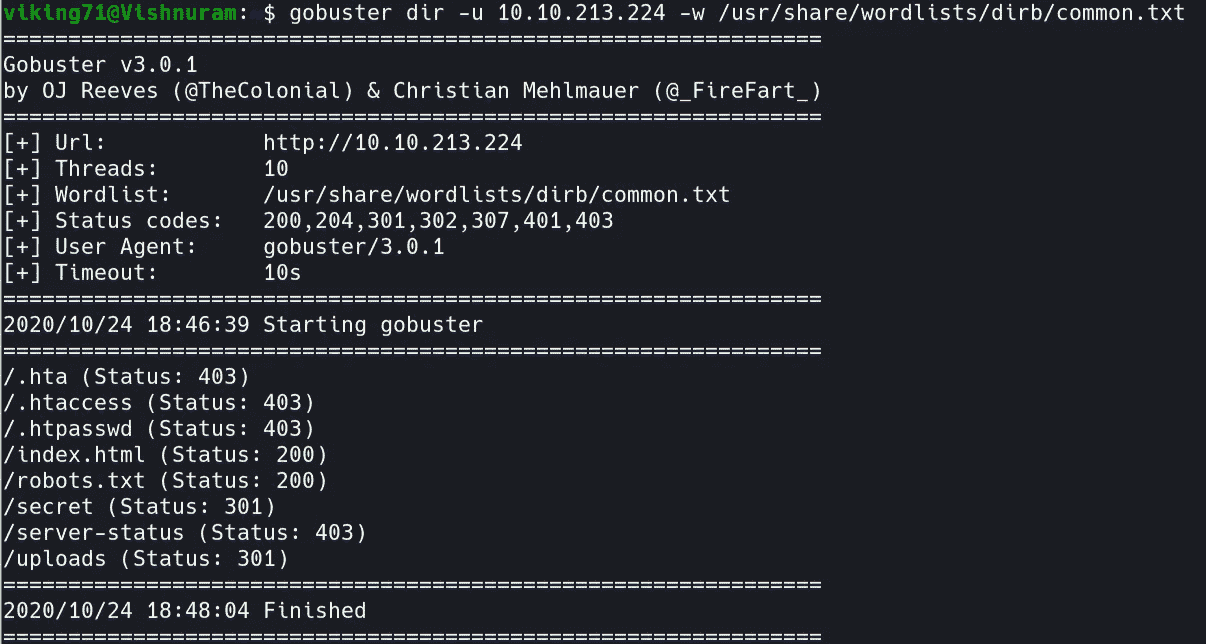 viking71@Vishnuram:~$ gobuster dir -u 10.10.213.224 -w /usr/share/wordlists/dirb/common.txt
===============================================================
Gobuster v3.0.1
by OJ Reeves (@TheColonial) & Christian Mehlmauer (@_FireFart_)
===============================================================
[+] Url:            http://10.10.213.224
[+] Threads:        10
[+] Wordlist:       /usr/share/wordlists/dirb/common.txt
[+] Status codes:   200,204,301,302,307,401,403
[+] User Agent:     gobuster/3.0.1
[+] Timeout:        10s
===============================================================
2020/10/24 18:46:39 Starting gobuster
===============================================================
/.hta (Status: 403)
/.htaccess (Status: 403)
/.htpasswd (Status: 403)
/index.html (Status: 200)
/robots.txt (Status: 200)
/secret (Status: 301)
/server-status (Status: 403)
/uploads (Status: 301)
===============================================================
2020/10/24 18:48:04 Finished
===============================================================